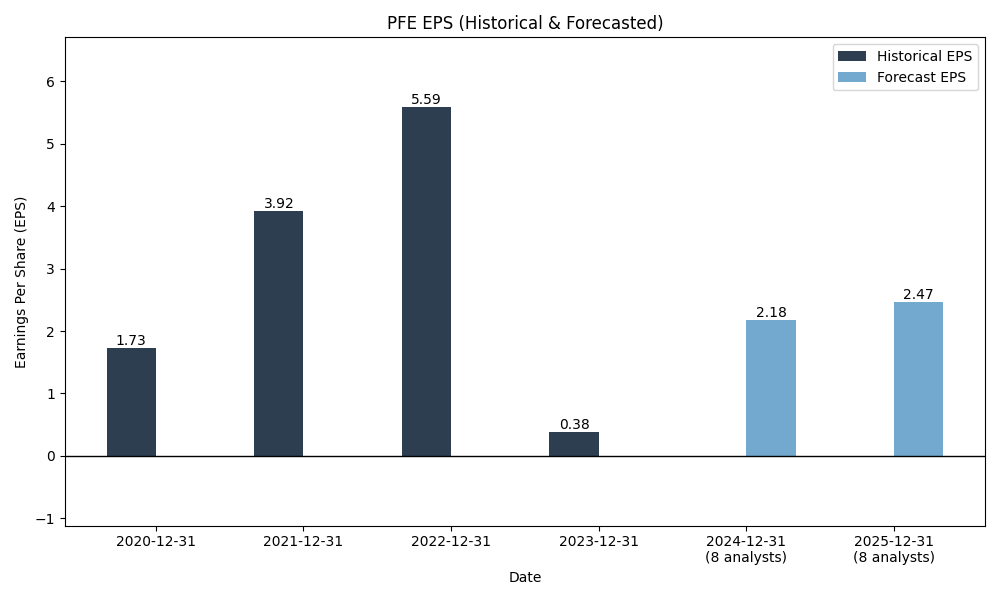 PFE EPS (Historical & Forecasted)
Historical EPS
Forecast EPS
Earnings Per Share (EPS)
6
5
4
3
2
1
0
−1
1.73
3.92
5.59
0.38
2.18
2.47
2020-12-31
2021-12-31
2022-12-31
2023-12-31
2024-12-31
(8 analysts)
2025-12-31
(8 analysts)
Date